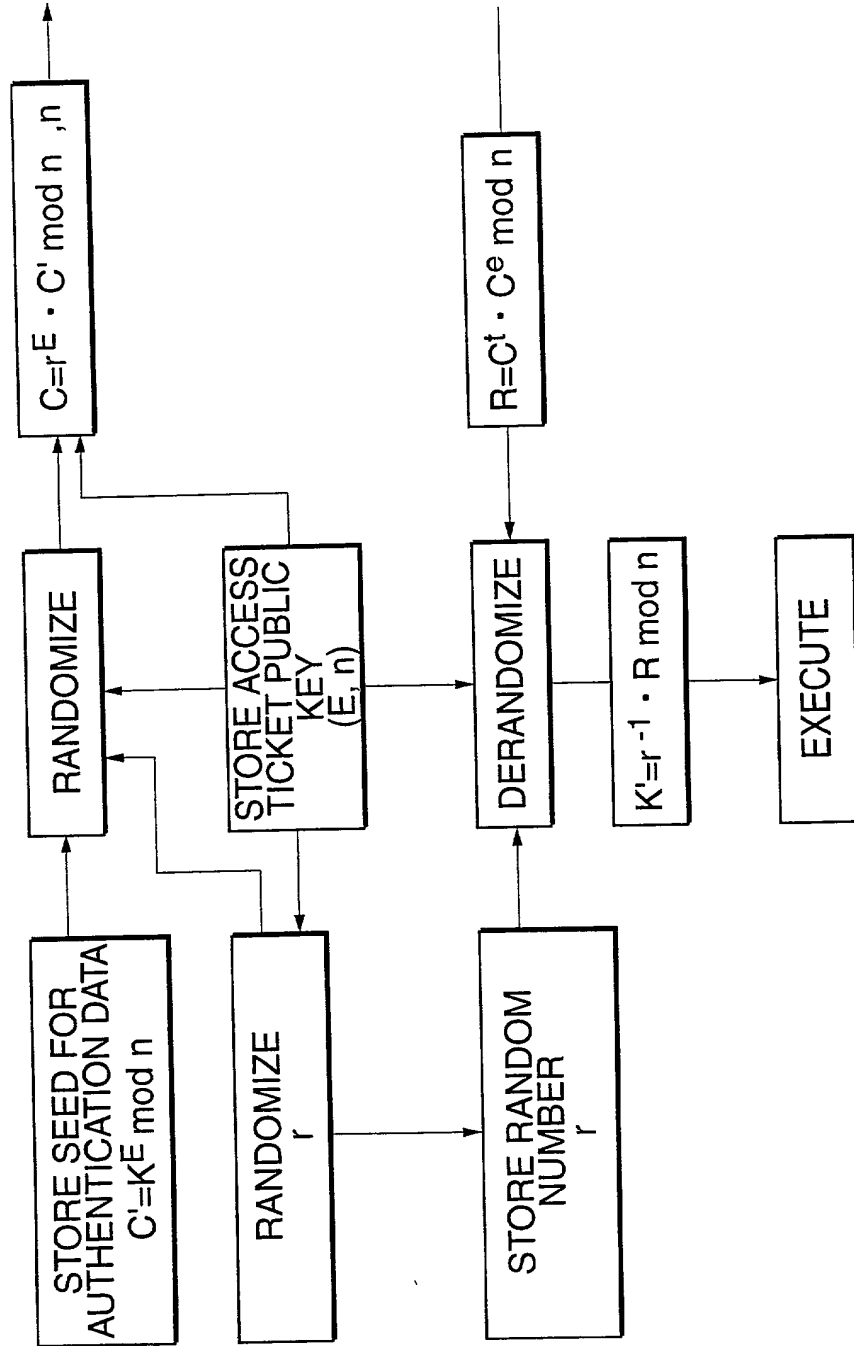 STORE SEED FOR
AUTHENTICATION DATA
C'=K^E mod n
RANDOMIZE
C=r^E · C' mod n ,n
RANDOMIZE
r
STORE ACCESS
TICKET PUBLIC
KEY
(E, n)
STORE RANDOM
NUMBER
r
DERANDOMIZE
R=C^t · C^e mod n
K'=r^-1 · R mod n
EXECUTE